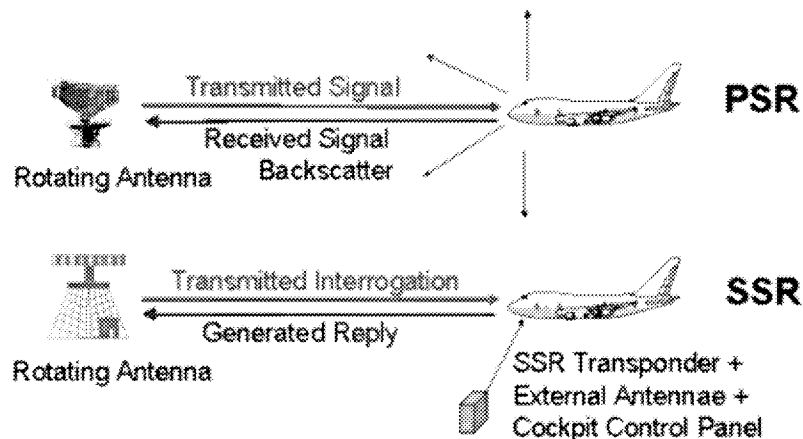 Transmitted Signal
PSR
Received Signal
Backscatter
Rotating Antenna
Transmitted Interrogation
SSR
Generated Reply
Rotating Antenna
SSR Transponder +
External Antennae +
Cockpit Control Panel